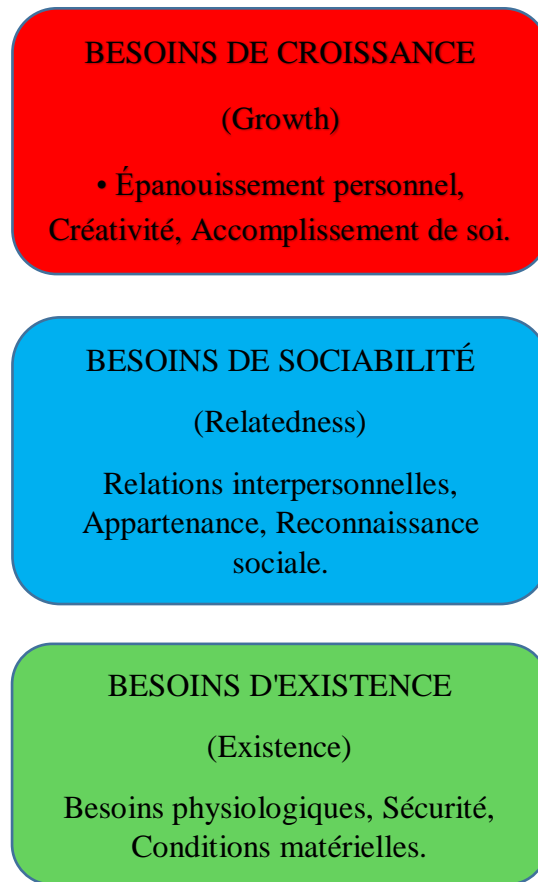 BESOINS DE CROISSANCE
(Growth)
• Épanouissement personnel,
Créativité, Accomplissement de soi.
BESOINS DE SOCIABILITÉ
(Relatedness)
Relations interpersonnelles,
Appartenance, Reconnaissance
sociale.
BESOINS D'EXISTENCE
(Existence)
Besoins physiologiques, Sécurité,
Conditions matérielles.